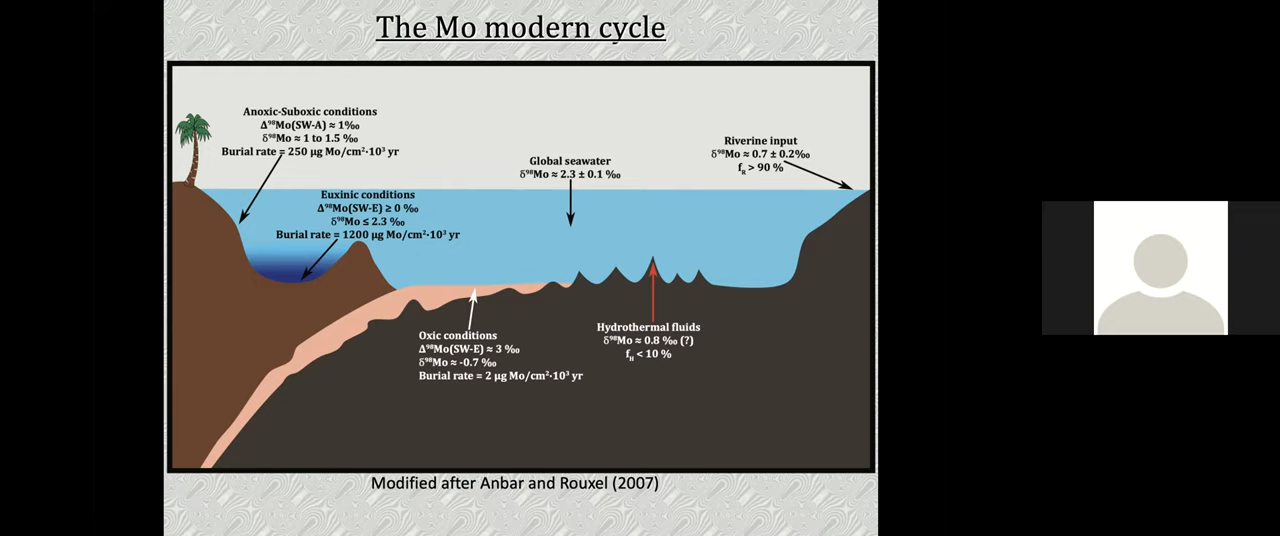 The Mo modern cycle
Anoxic-Suboxic conditions
Δ⁹⁸Mo(SW-A) ≈ 1‰
δ⁹⁸Mo ≈ 1 to 1.5 ‰
Burial rate = 250 µg Mo/cm²·10³ yr
Euxinic conditions
Δ⁹⁸Mo(SW-E) ≥ 0 ‰
δ⁹⁸Mo ≤ 2.3 ‰
Burial rate = 1200 µg Mo/cm²·10³ yr
Global seawater
δ⁹⁸Mo ≈ 2.3 ± 0.1 ‰
Riverine input
δ⁹⁸Mo ≈ 0.7 ± 0.2‰
f_R > 90 %
Oxic conditions
Δ⁹⁸Mo(SW-E) ≈ 3 ‰
δ⁹⁸Mo ≈ -0.7 ‰
Burial rate = 2 µg Mo/cm²·10³ yr
Hydrothermal fluids
δ⁹⁸Mo ≈ 0.8 ‰ (?)
f_H < 10 %
Modified after Anbar and Rouxel (2007)